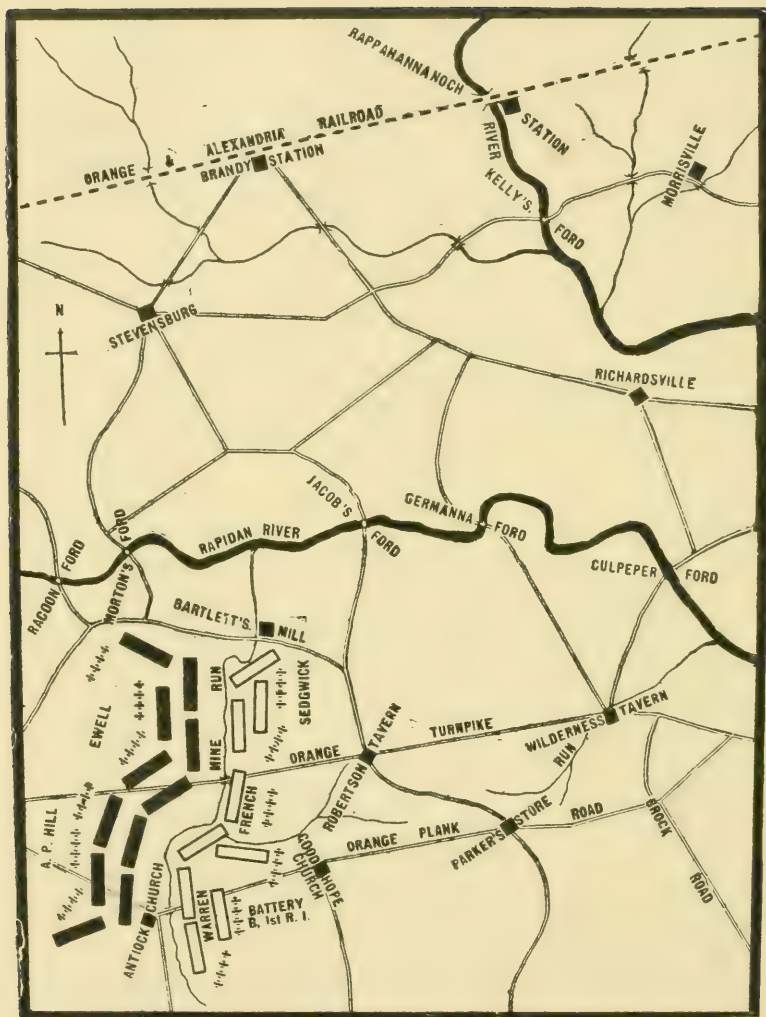 RAPPAHANNOCH
RIVER
STATION
ORANGE & ALEXANDRIA RAILROAD
BRANDY STATION
MORRISVILLE
KELLY'S FORD
N
STEVENSBURG
RICHARDSVILLE
JACOB'S FORD
GERMANNA FORD
RAPIDAN RIVER
CULPEPER FORD
RACOON FORD
MORTON'S FORD
BARTLETT'S MILL
EWELL
MINE RUN
SEDGWICK
ORANGE TURNPIKE
ROBERTSON TAVERN
WILDERNESS TAVERN
RUN
A. P. HILL
FRENCH
ORANGE PLANK ROAD
PARKER'S STORE
BROCK ROAD
GOOD HOPE
CHURCH
ANTIOCK CHURCH
WARREN
BATTERY
B, 1st R. I.